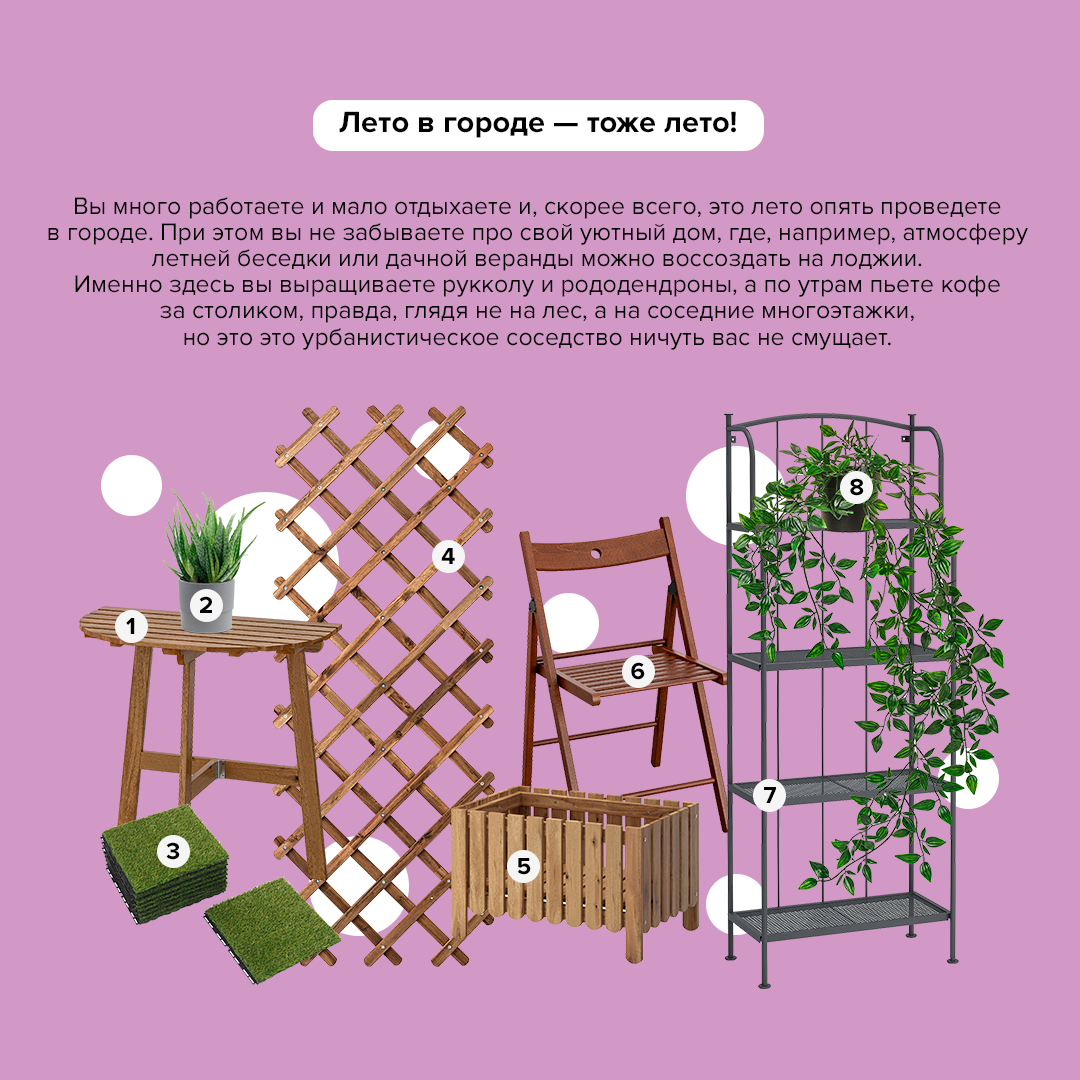 Лето в городе — тоже лето!
Вы много работаете и мало отдыхаете и, скорее всего, это лето опять проведете
в городе. При этом вы не забываете про свой уютный дом, где, например, атмосферу
летней беседки или дачной веранды можно воссоздать на лоджии.
Именно здесь вы выращиваете рукколу и рододендроны, а по утрам пьете кофе
за столиком, правда, глядя не на лес, а на соседние многоэтажки,
но это это урбанистическое соседство ничуть вас не смущает.
8
4
2
1
6
7
3
5